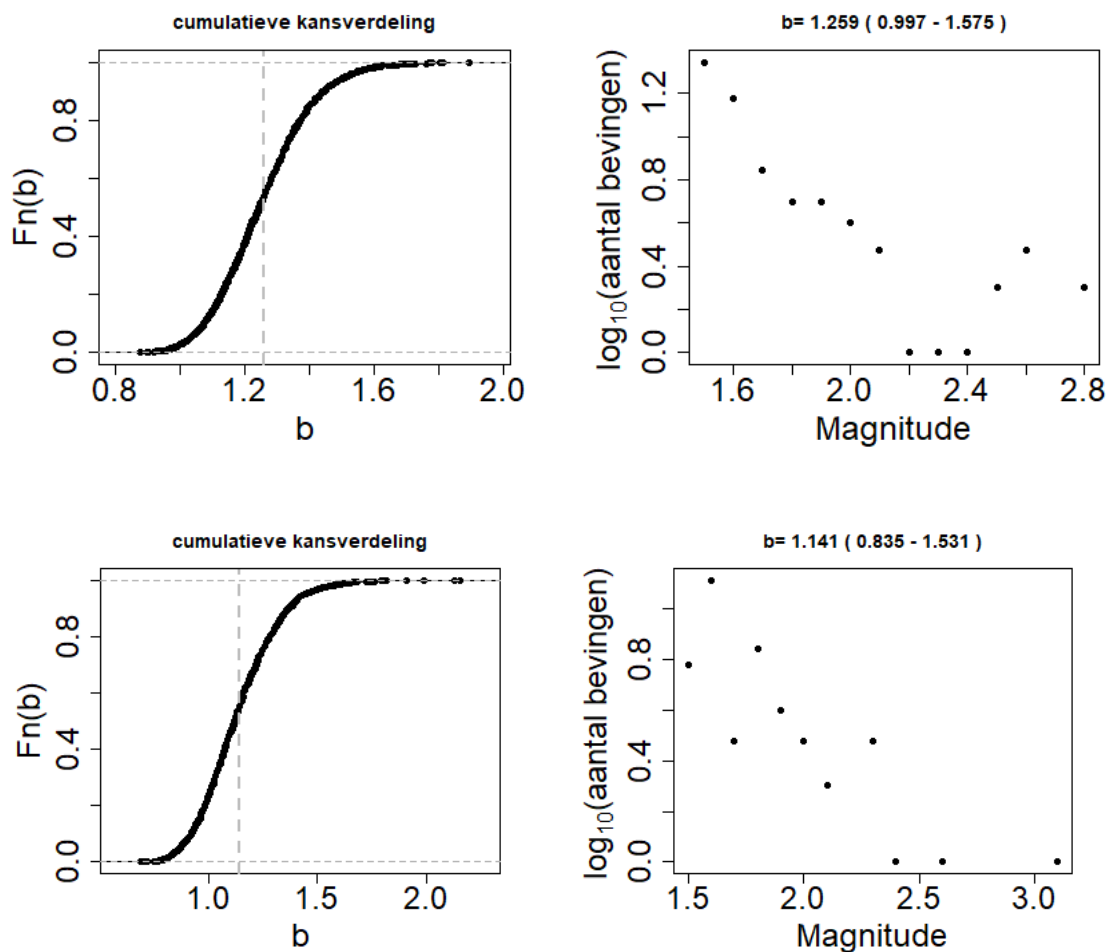 cumulatieve kansverdeling
Fn(b)
0.0 0.4 0.8
0.8 1.2 1.6 2.0
b
b= 1.259 ( 0.997 - 1.575 )
log10(aantal bevingen)
0.0 0.4 0.8 1.2
1.6 2.0 2.4 2.8
Magnitude
cumulatieve kansverdeling
Fn(b)
0.0 0.4 0.8
1.0 1.5 2.0
b
b= 1.141 ( 0.835 - 1.531 )
log10(aantal bevingen)
0.0 0.4 0.8
1.5 2.0 2.5 3.0
Magnitude